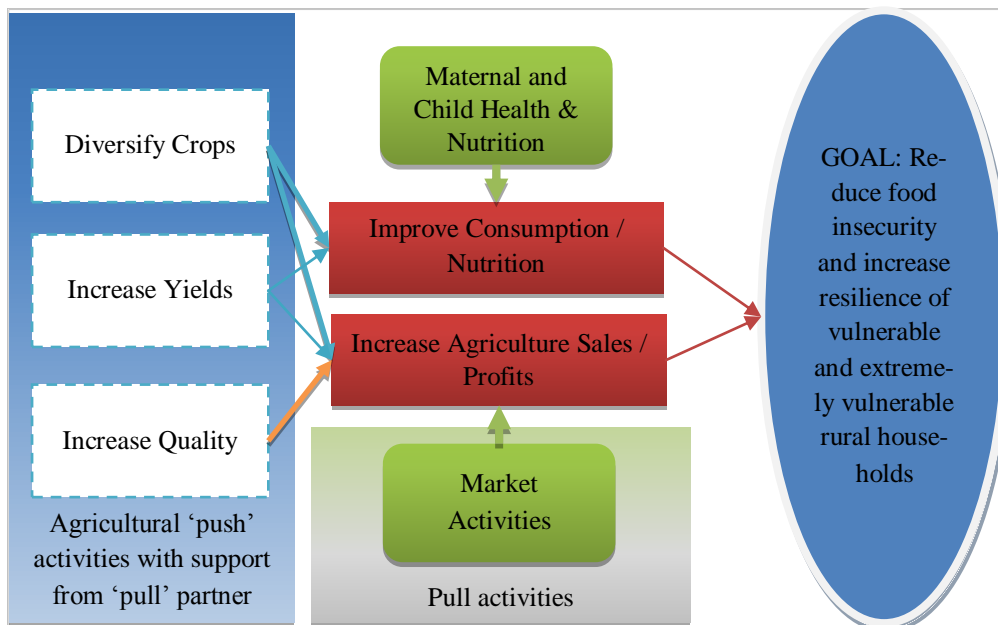 Diversify Crops
Increase Yields
Increase Quality
Agricultural ‘push’
activities with support
from ‘pull’ partner
Maternal and
Child Health &
Nutrition
Improve Consumption /
Nutrition
Increase Agriculture Sales /
Profits
Market
Activities
Pull activities
GOAL: Re-
duce food
insecurity
and increase
resilience of
vulnerable
and extreme-
ly vulnerable
rural house-
holds